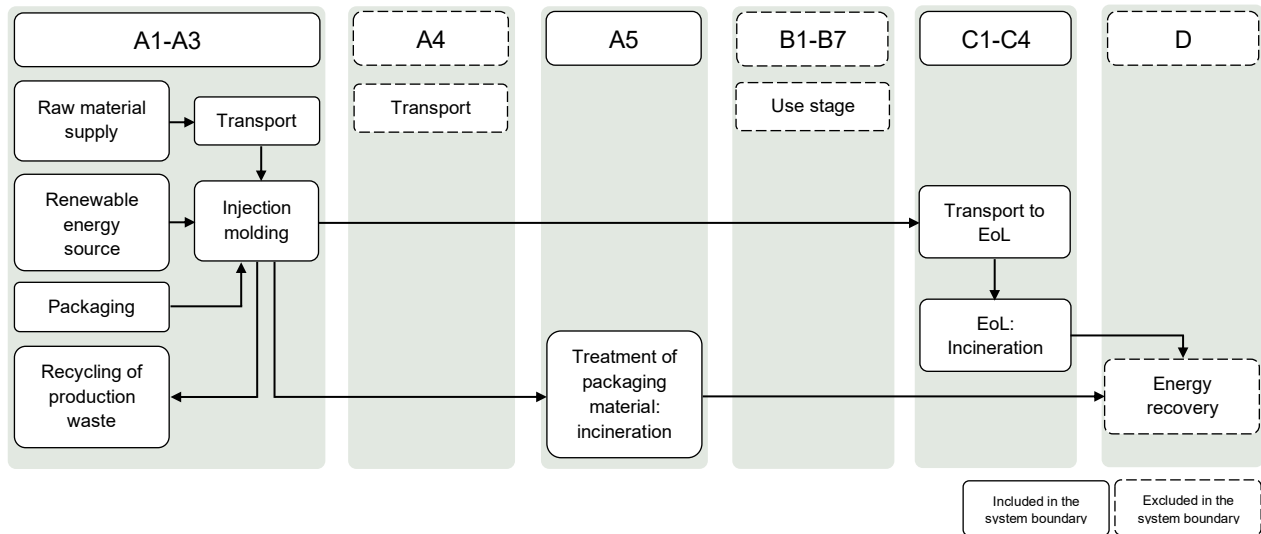 A1-A3
A4
A5
B1-B7
C1-C4
D
Raw material
supply
Transport
Transport
Use stage
Renewable
energy
source
Injection
molding
Transport to
EoL
Packaging
EoL:
Incineration
Recycling of
production
waste
Treatment of
packaging
material:
incineration
Energy
recovery
Included in the
system boundary
Excluded in the
system boundary